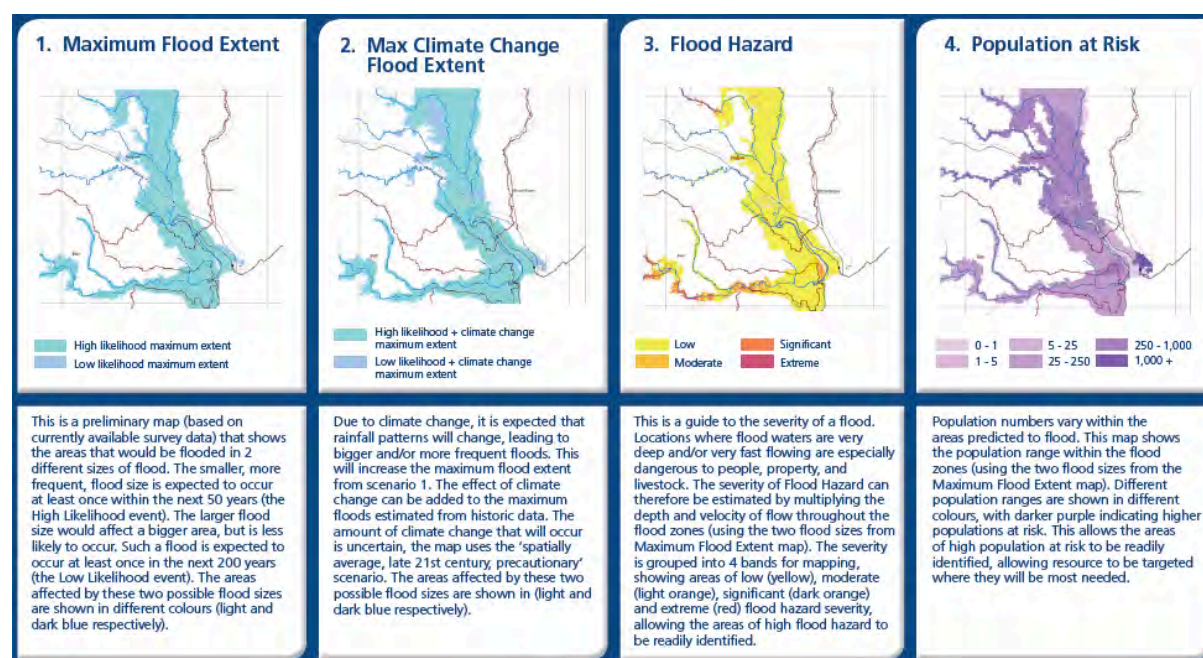 1. Maximum Flood Extent
High likelihood maximum extent
Low likelihood maximum extent
This is a preliminary map (based on
currently available survey data) that shows
the areas that would be flooded in 2
different sizes of flood. The smaller, more
frequent, flood size is expected to occur
at least once within the next 50 years (the
High Likelihood event). The larger flood
size would affect a bigger area, but is less
likely to occur. Such a flood is expected to
occur at least once in the next 200 years
(the Low Likelihood event). The areas
affected by these two possible flood sizes
are shown in different colours (light and
dark blue respectively).
2. Max Climate Change
Flood Extent
High likelihood + climate change
maximum extent
Low likelihood + climate change
maximum extent
Due to climate change, it is expected that
rainfall patterns will change, leading to
bigger and/or more frequent floods. This
will increase the maximum flood extent
from scenario 1. The effect of climate
change can be added to the maximum
floods estimated from historic data. The
amount of climate change that will occur
is uncertain, the map uses the 'spatially
average, late 21st century, precautionary'
scenario. The areas affected by these two
possible flood sizes are shown in (light and
dark blue respectively).
3. Flood Hazard
Low
Moderate
Significant
Extreme
This is a guide to the severity of a flood.
Locations where flood waters are very
deep and/or very fast flowing are especially
dangerous to people, property, and
livestock. The severity of Flood Hazard can
therefore be estimated by multiplying the
depth and velocity of flow throughout the
flood zones (using the two flood sizes from
Maximum Flood Extent map). The severity
is grouped into 4 bands for mapping,
showing areas of low (yellow), moderate
(light orange), significant (dark orange)
and extreme (red) flood hazard severity,
allowing the areas of high flood hazard to
be readily identified.
4. Population at Risk
0 - 1
1 - 5
5 - 25
25 - 250
250 - 1,000
1,000 +
Population numbers vary within the
areas predicted to flood. This map shows
the population range within the flood
zones (using the two flood sizes from the
Maximum Flood Extent map). Different
population ranges are shown in different
colours, with darker purple indicating higher
populations at risk. This allows the areas
of high population at risk to be readily
identified, allowing resource to be targeted
where they will be most needed.